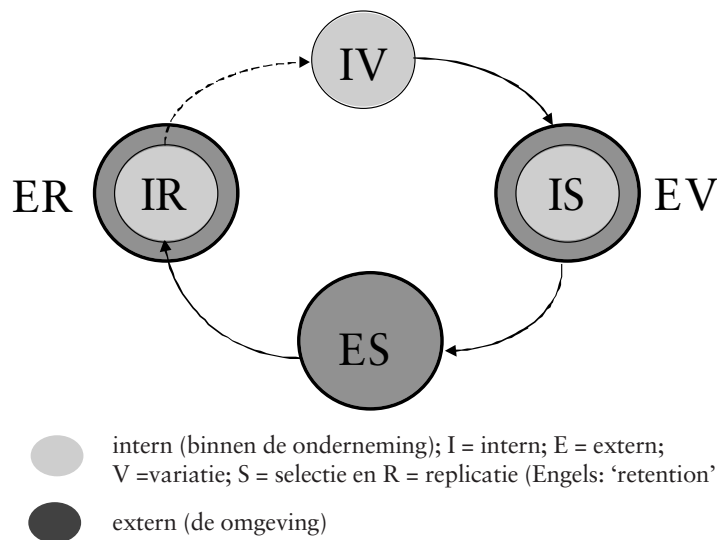 IV
ER
IR
IS
EV
ES
intern (binnen de onderneming); I = intern; E = extern;
V =variatie; S = selectie en R = replicatie (Engels: ‘retention’
extern (de omgeving)